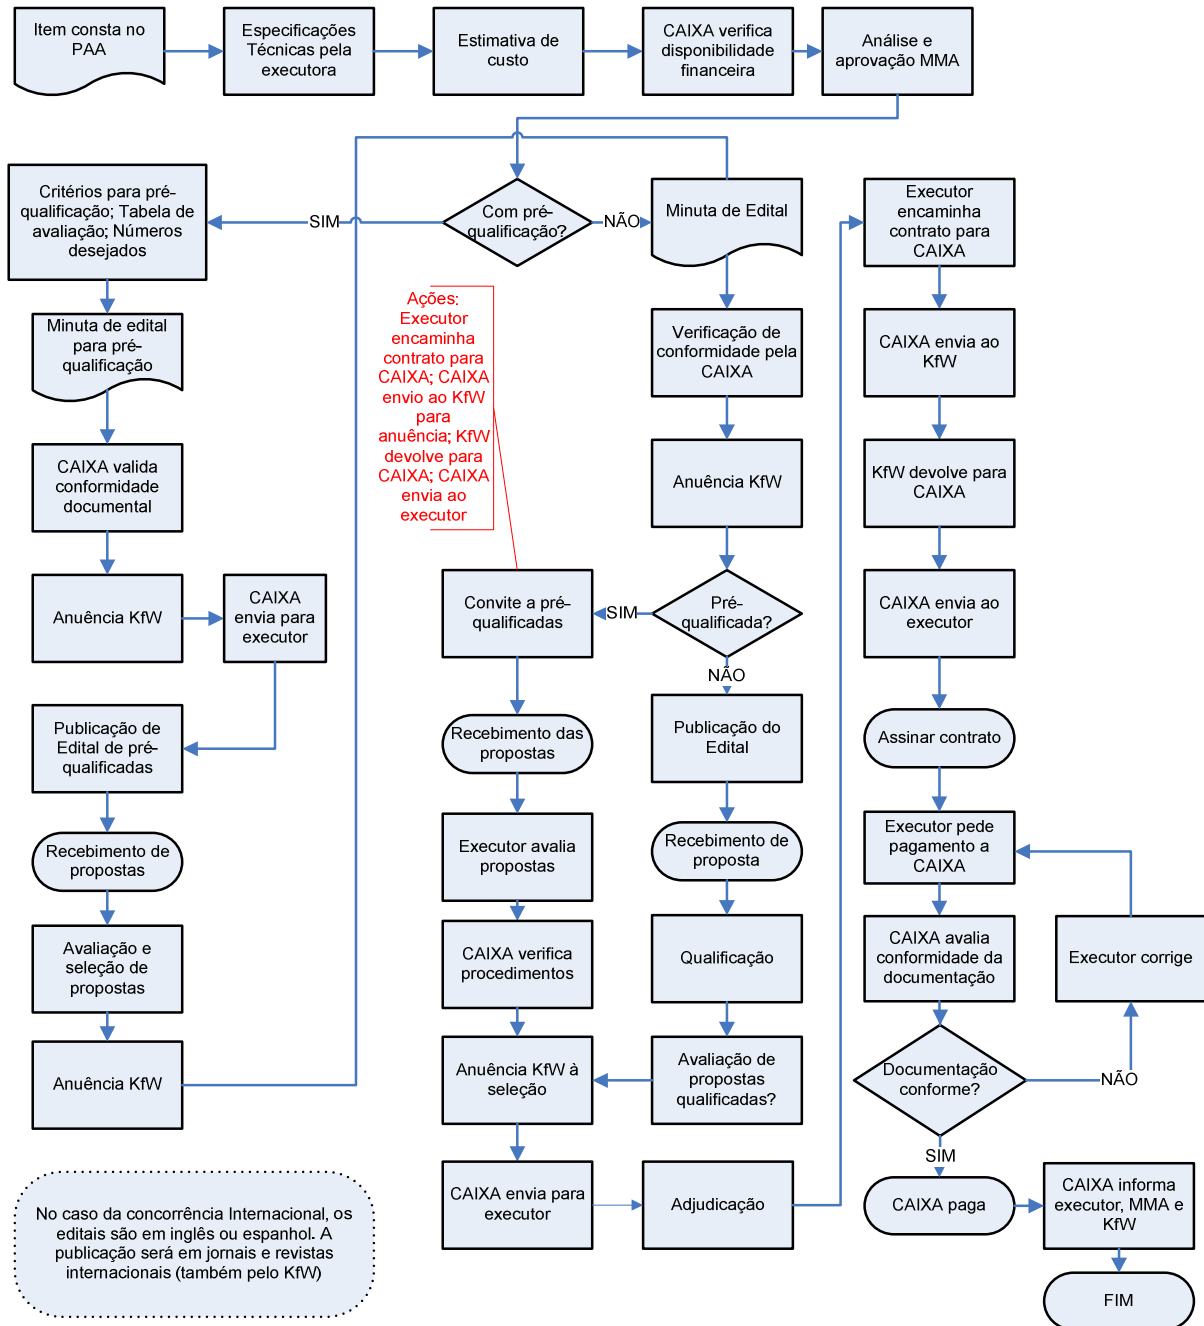 Item consta no
PAA
Especificações
Técnicas pela
executora
Estimativa de
custo
CAIXA verifica
disponibilidade
financeira
Análise e
aprovação MMA
Critérios para pré-
qualificação; Tabela de
avaliação; Números
desejados
SIM
Com pré-
qualificação?
NÃO
Minuta de Edital
Executor
encaminha
contrato para
CAIXA
Minuta de edital
para pré-
qualificação
Ações:
Executor
encaminha
contrato para
CAIXA; CAIXA
envio ao KfW
para
anuência; KfW
devolve para
CAIXA; CAIXA
envia ao
executor
Verificação de
conformidade pela
CAIXA
CAIXA envia ao
KfW
CAIXA valida
conformidade
documental
Anuência KfW
KfW devolve para
CAIXA
Anuência KfW
CAIXA
envia para
executor
Convite a pré-
qualificadas
SIM
Pré-
qualificada?
NÃO
CAIXA envia ao
executor
Publicação de
Edital de pré-
qualificadas
Recebimento das
propostas
Publicação do
Edital
Assinar contrato
Recebimento de
propostas
Executor avalia
propostas
Recebimento de
proposta
Executor pede
pagamento a
CAIXA
Avaliação e
seleção de
propostas
CAIXA verifica
procedimentos
Qualificação
CAIXA avalia
conformidade da
documentação
Executor corrige
Anuência KfW
Anuência KfW à
seleção
Avaliação de
propostas
qualificadas?
Documentação
conforme?
NÃO
SIM
No caso da concorrência Internacional, os
editais são em inglês ou espanhol. A
publicação será em jornais e revistas
internacionais (também pelo KfW)
CAIXA envia para
executor
Adjudicação
CAIXA paga
CAIXA informa
executor, MMA e
KfW
FIM